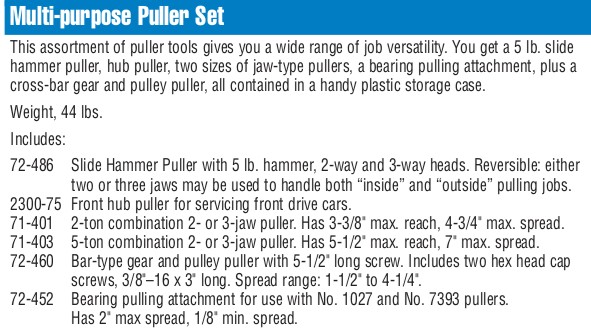 Multi-purpose Puller Set
This assortment of puller tools gives you a wide range of job versatility. You get a 5 lb. slide
hammer puller, hub puller, two sizes of jaw-type pullers, a bearing pulling attachment, plus a
cross-bar gear and pulley puller, all contained in a handy plastic storage case.
Weight, 44 lbs.
Includes:
72-486 Slide Hammer Puller with 5 lb. hammer, 2-way and 3-way heads. Reversible: either
two or three jaws may be used to handle both “inside” and “outside” pulling jobs.
2300-75 Front hub puller for servicing front drive cars.
71-401 2-ton combination 2- or 3-jaw puller. Has 3-3/8" max. reach, 4-3/4" max. spread.
71-403 5-ton combination 2- or 3-jaw puller. Has 5-1/2" max. reach, 7" max. spread.
72-460 Bar-type gear and pulley puller with 5-1/2" long screw. Includes two hex head cap
screws, 3/8"–16 x 3" long. Spread range: 1-1/2" to 4-1/4".
72-452 Bearing pulling attachment for use with No. 1027 and No. 7393 pullers.
Has 2" max spread, 1/8" min. spread.